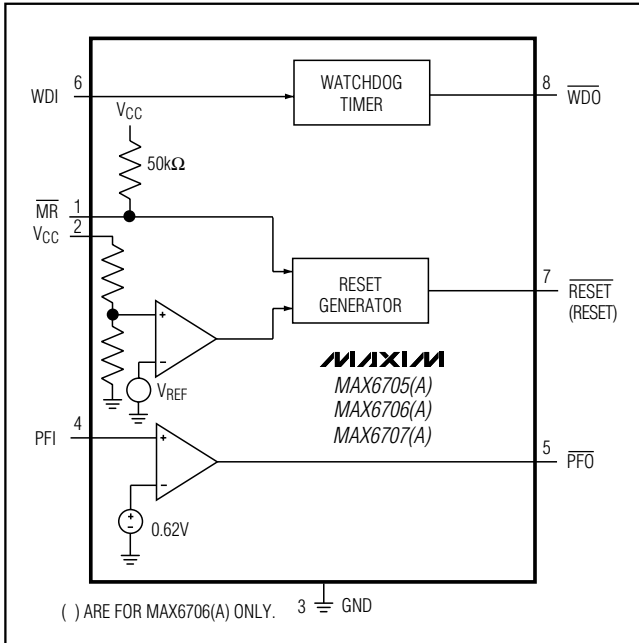 WDI 6
WATCHDOG
TIMER
8 WDO
VCC
50kΩ
MR 1
VCC 2
RESET
GENERATOR
7 RESET
(RESET)
VREF
MAXIM
MAX6705(A)
MAX6706(A)
MAX6707(A)
PFI 4
5 PFO
0.62V
( ) ARE FOR MAX6706(A) ONLY.
3 GND